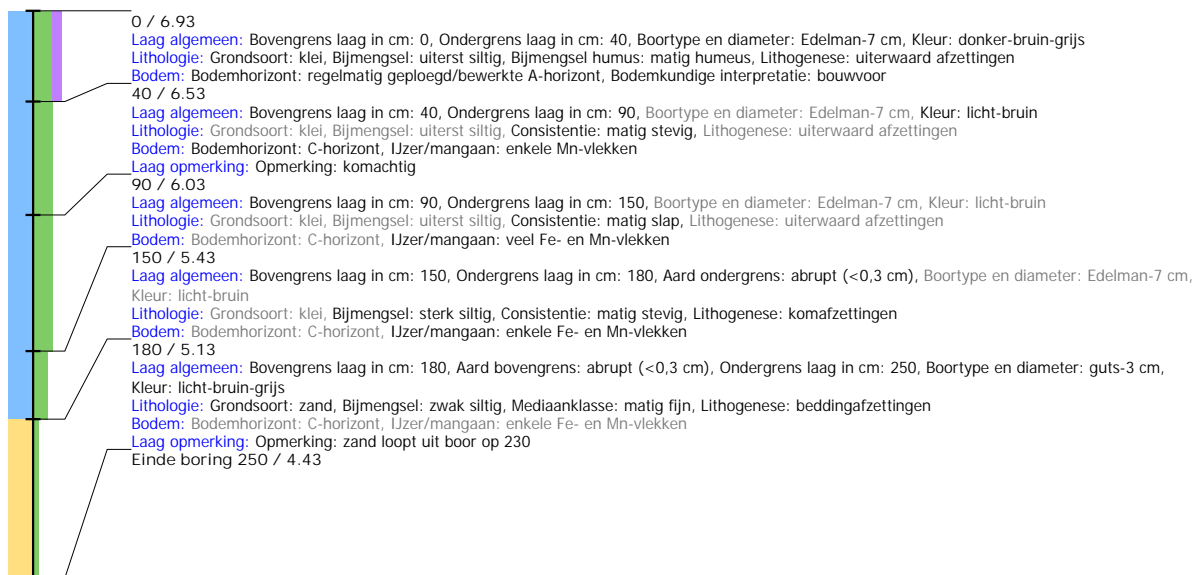 0 / 6.93
Laag algemeen: Bovengrens laag in cm: 0, Ondergrens laag in cm: 40, Boortype en diameter: Edelman-7 cm, Kleur: donker-bruin-grijs
Lithologie: Grondsoort: klei, Bijmengsel: uiterst siltig, Bijmengsel humus: matig humeus, Lithogenese: uiterwaard afzettingen
Bodem: Bodemhorizont: regelmatig geploegd/bewerkte A-horizont, Bodemkundige interpretatie: bouwvoor
40 / 6.53
Laag algemeen: Bovengrens laag in cm: 40, Ondergrens laag in cm: 90, Boortype en diameter: Edelman-7 cm, Kleur: licht-bruin
Lithologie: Grondsoort: klei, Bijmengsel: uiterst siltig, Consistentie: matig stevig, Lithogenese: uiterwaard afzettingen
Bodem: Bodemhorizont: C-horizont, IJzer/mangaan: enkele Mn-vlekken
Laag opmerking: Opmerking: komachtig
90 / 6.03
Laag algemeen: Bovengrens laag in cm: 90, Ondergrens laag in cm: 150, Boortype en diameter: Edelman-7 cm, Kleur: licht-bruin
Lithologie: Grondsoort: klei, Bijmengsel: uiterst siltig, Consistentie: matig slap, Lithogenese: uiterwaard afzettingen
Bodem: Bodemhorizont: C-horizont, IJzer/mangaan: veel Fe- en Mn-vlekken
150 / 5.43
Laag algemeen: Bovengrens laag in cm: 150, Ondergrens laag in cm: 180, Aard ondergrens: abrupt (<0,3 cm), Boortype en diameter: Edelman-7 cm,
Kleur: licht-bruin
Lithologie: Grondsoort: klei, Bijmengsel: sterk siltig, Consistentie: matig stevig, Lithogenese: komafzettingen
Bodem: Bodemhorizont: C-horizont, IJzer/mangaan: enkele Fe- en Mn-vlekken
180 / 5.13
Laag algemeen: Bovengrens laag in cm: 180, Aard bovengrens: abrupt (<0,3 cm), Ondergrens laag in cm: 250, Boortype en diameter: guts-3 cm,
Kleur: licht-bruin-grijs
Lithologie: Grondsoort: zand, Bijmengsel: zwak siltig, Mediaanklasse: matig fijn, Lithogenese: beddingafzettingen
Bodem: Bodemhorizont: C-horizont, IJzer/mangaan: enkele Fe- en Mn-vlekken
Laag opmerking: Opmerking: zand loopt uit boor op 230
Einde boring 250 / 4.43